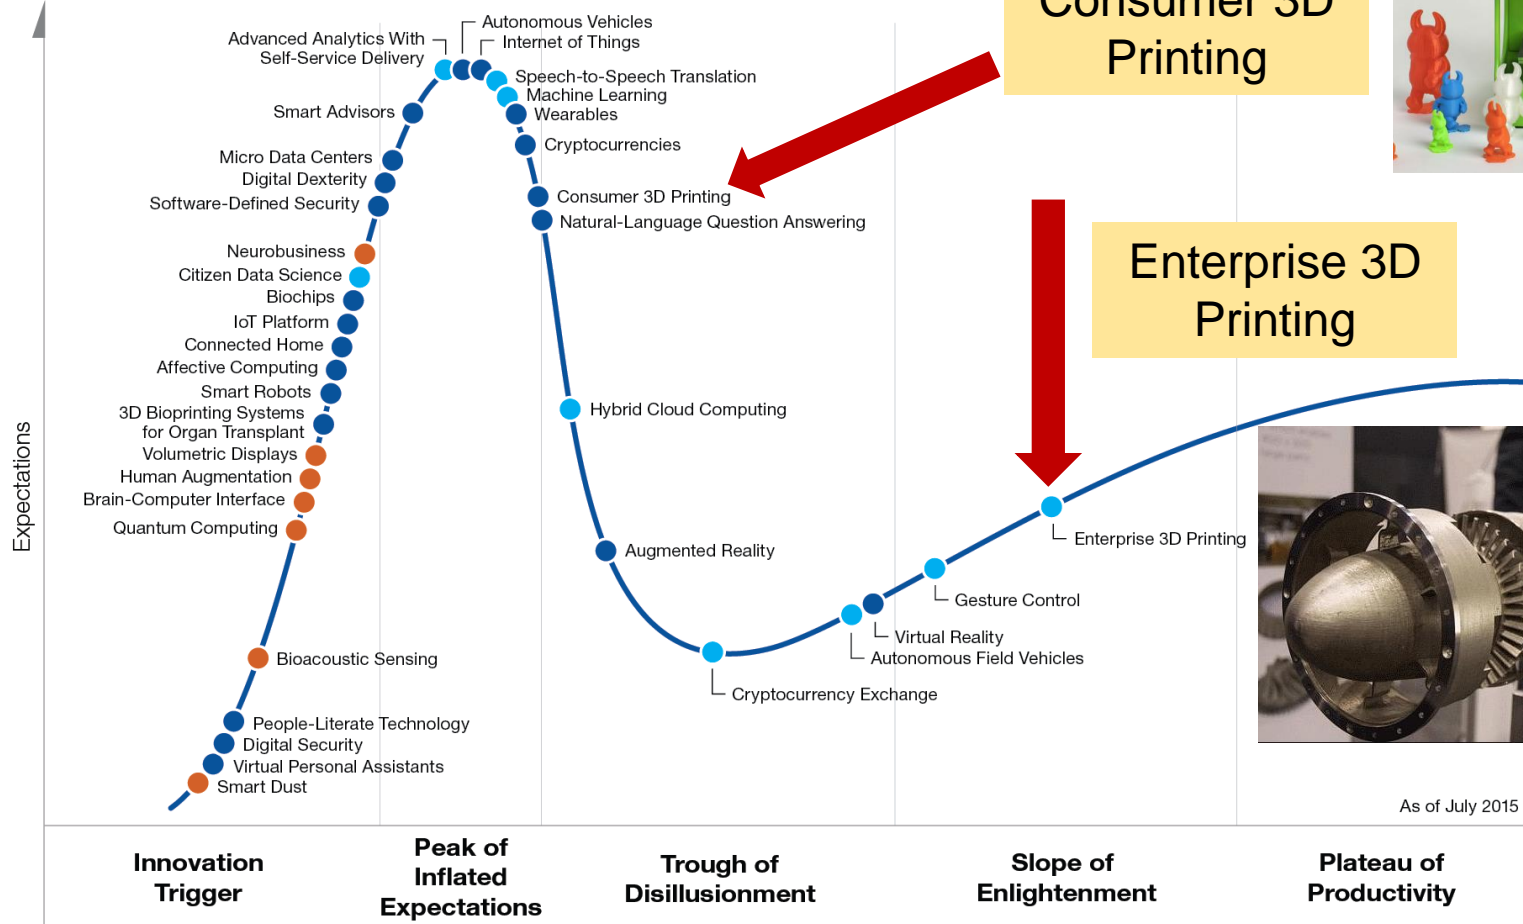 Consumer 3D
Printing
Autonomous Vehicles
Advanced Analytics With
Self-Service Delivery
Internet of Things
Speech-to-Speech Translation
Machine Learning
Smart Advisors
Wearables
Cryptocurrencies
Micro Data Centers
Digital Dexterity
Software-Defined Security
Consumer 3D Printing
Natural-Language Question Answering
Enterprise 3D
Printing
Neurobusiness
Citizen Data Science
Biochips
IoT Platform
Connected Home
Affective Computing
Smart Robots
3D Bioprinting Systems
for Organ Transplant
Volumetric Displays
Human Augmentation
Brain-Computer Interface
Quantum Computing
Hybrid Cloud Computing
Expectations
Augmented Reality
Enterprise 3D Printing
Gesture Control
Virtual Reality
Autonomous Field Vehicles
Cryptocurrency Exchange
Bioacoustic Sensing
People-Literate Technology
Digital Security
Virtual Personal Assistants
Smart Dust
As of July 2015
Innovation
Trigger
Peak of
Inflated
Expectations
Trough of
Disillusionment
Slope of
Enlightenment
Plateau of
Productivity